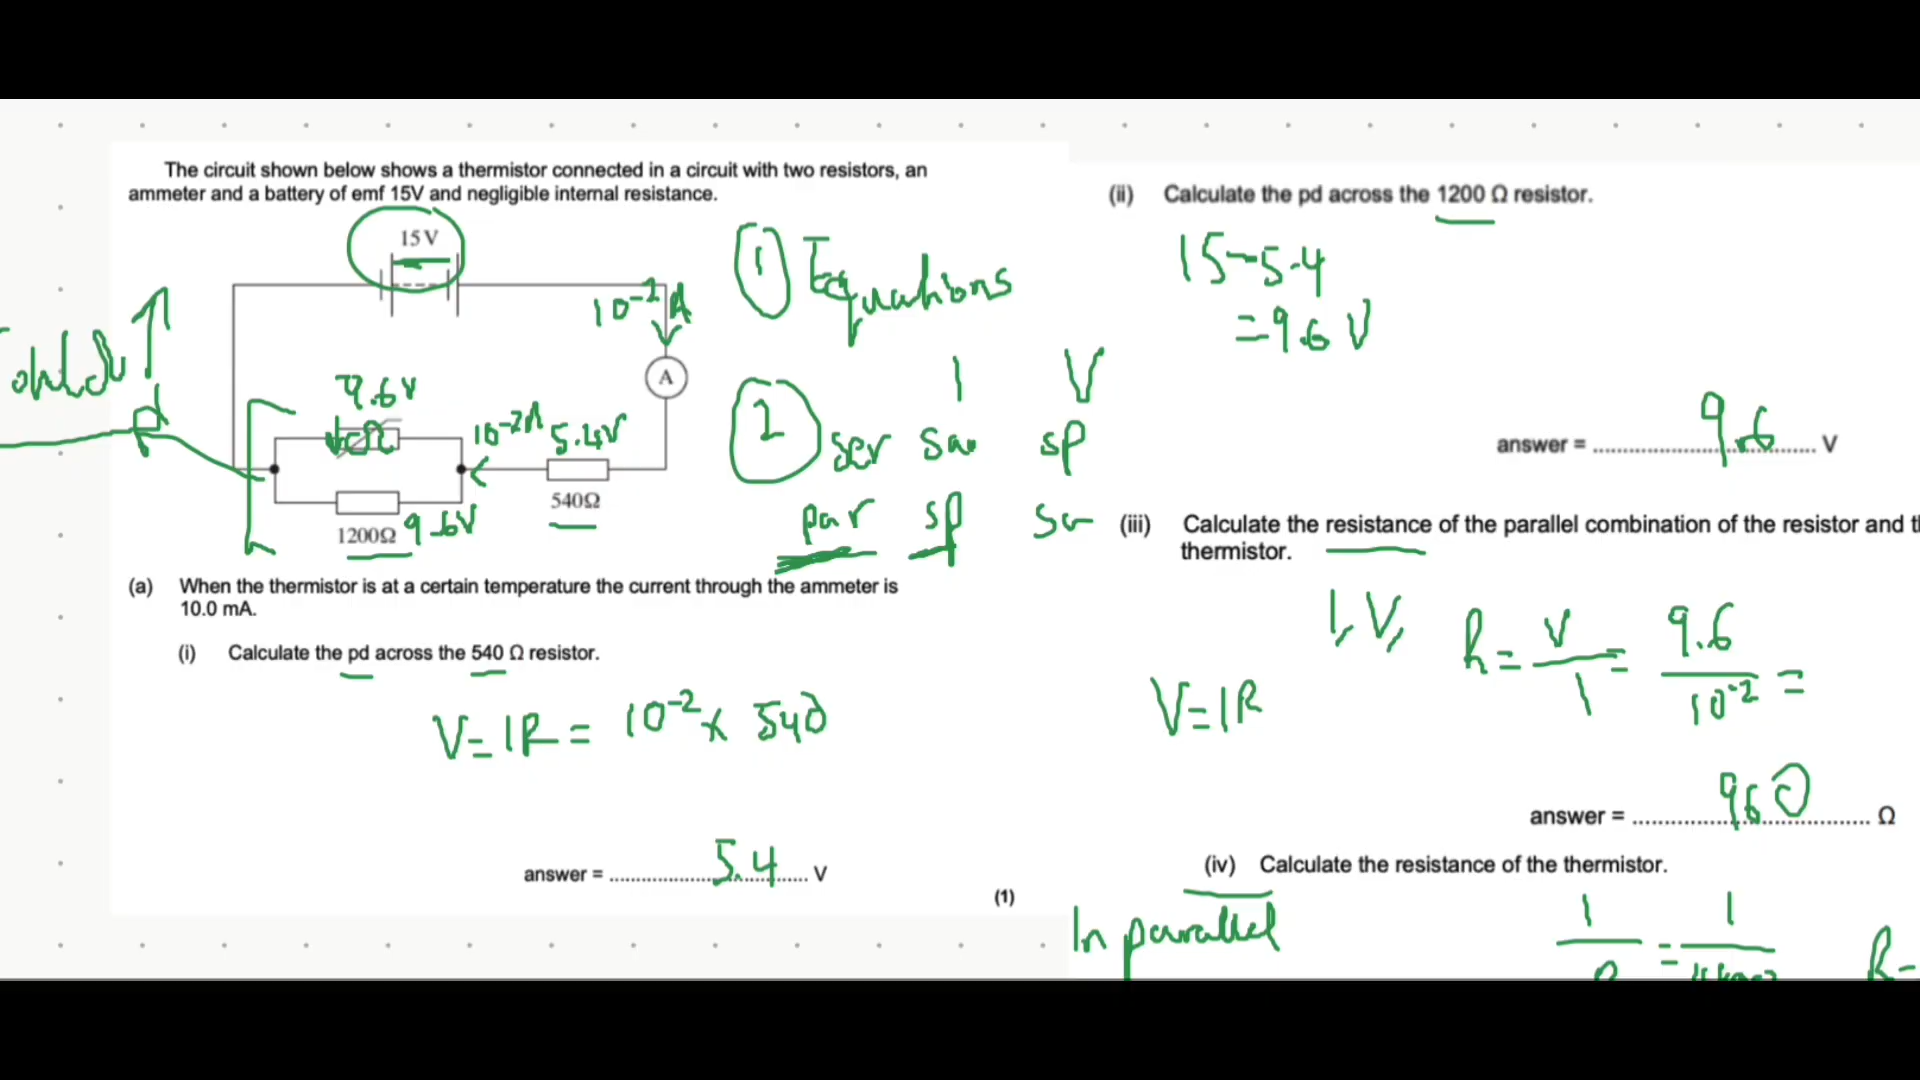 The circuit shown below shows a thermistor connected in a circuit with two resistors, an
ammeter and a battery of emf 15V and negligible internal resistance.
15 V
10⁻² A
A
9.6V
10⁻²A 5.4V
540Ω
1200Ω 9.6V
① Equations
I V
② ser sa sp
par sp sa
(a) When the thermistor is at a certain temperature the current through the ammeter is
10.0 mA.
(i) Calculate the pd across the 540 Ω resistor.
V=IR= 10⁻² x 540
answer = 5.4 V
(1)
(ii) Calculate the pd across the 1200 Ω resistor.
15-5.4
=9.6 V
answer = 9.6 V
(iii) Calculate the resistance of the parallel combination of the resistor and
thermistor.
I, V, R= V/I = 9.6/10⁻² =
V=IR
answer = 960 Ω
(iv) Calculate the resistance of the thermistor.
In parallel